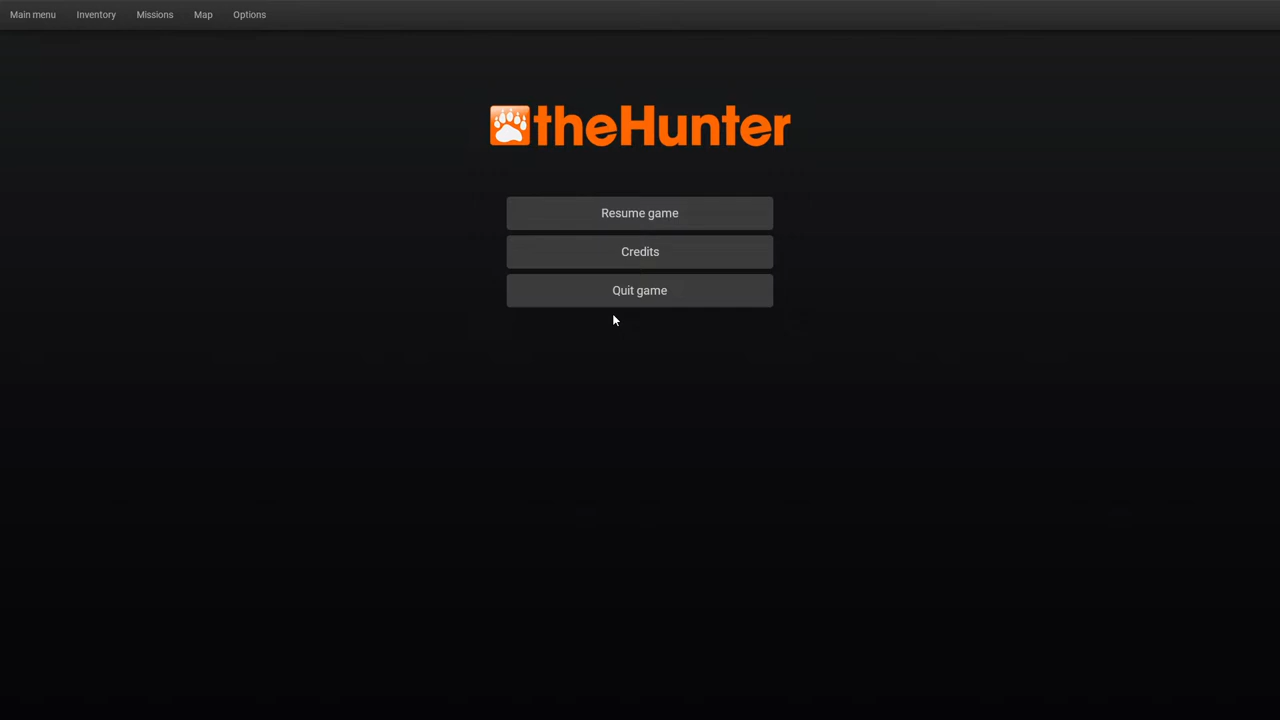 Main menu Inventory Missions Map Options
theHunter
Resume game
Credits
Quit game